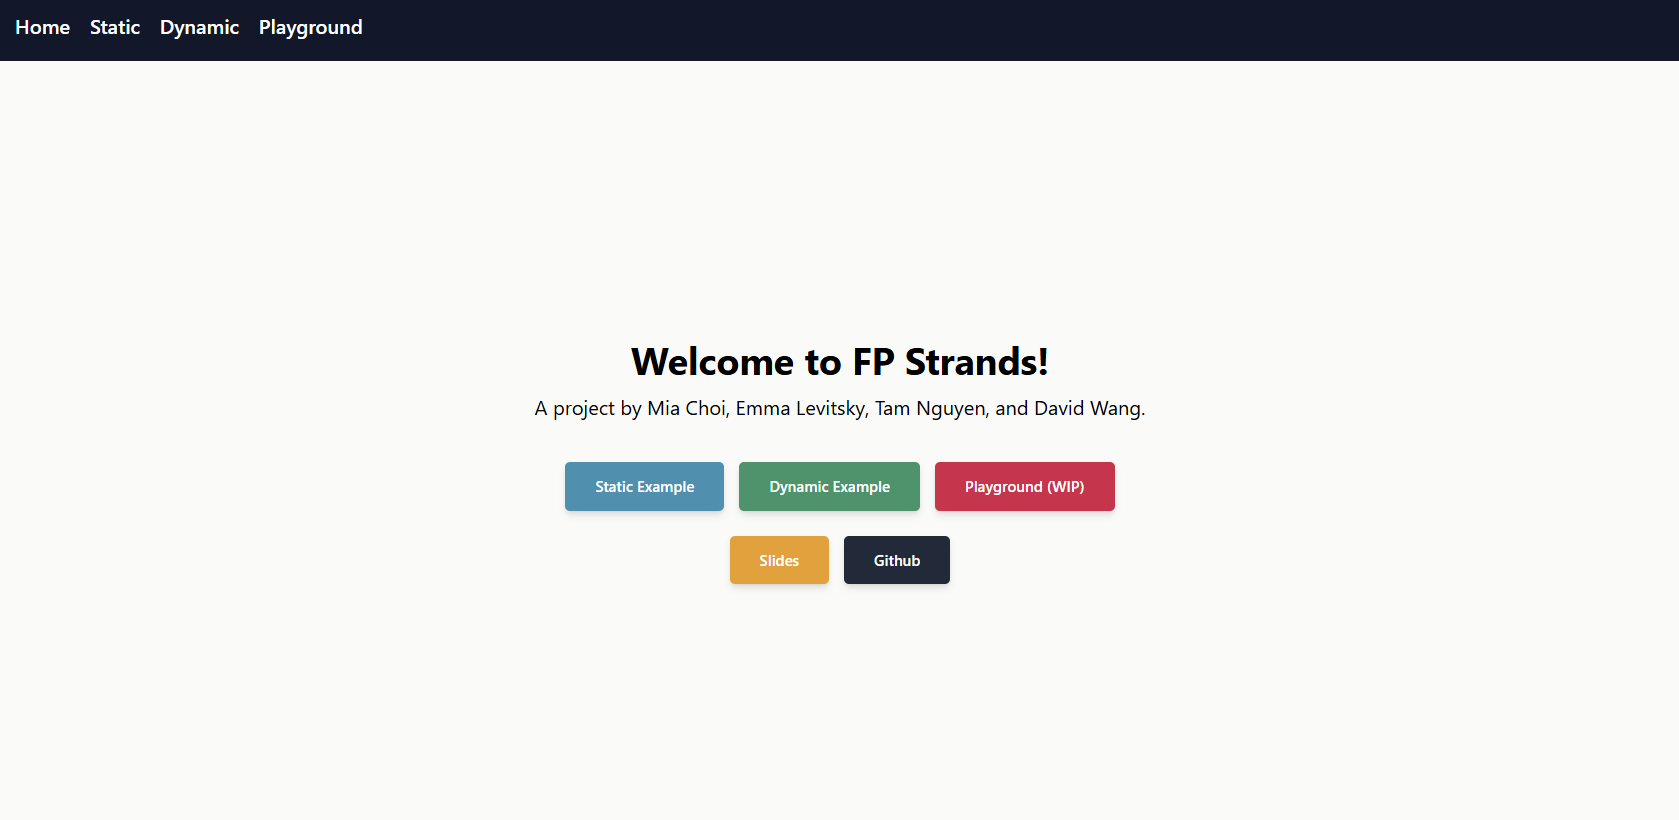 Home Static Dynamic Playground
Welcome to FP Strands!
A project by Mia Choi, Emma Levitsky, Tam Nguyen, and David Wang.
Static Example Dynamic Example Playground (WIP)
Slides Github